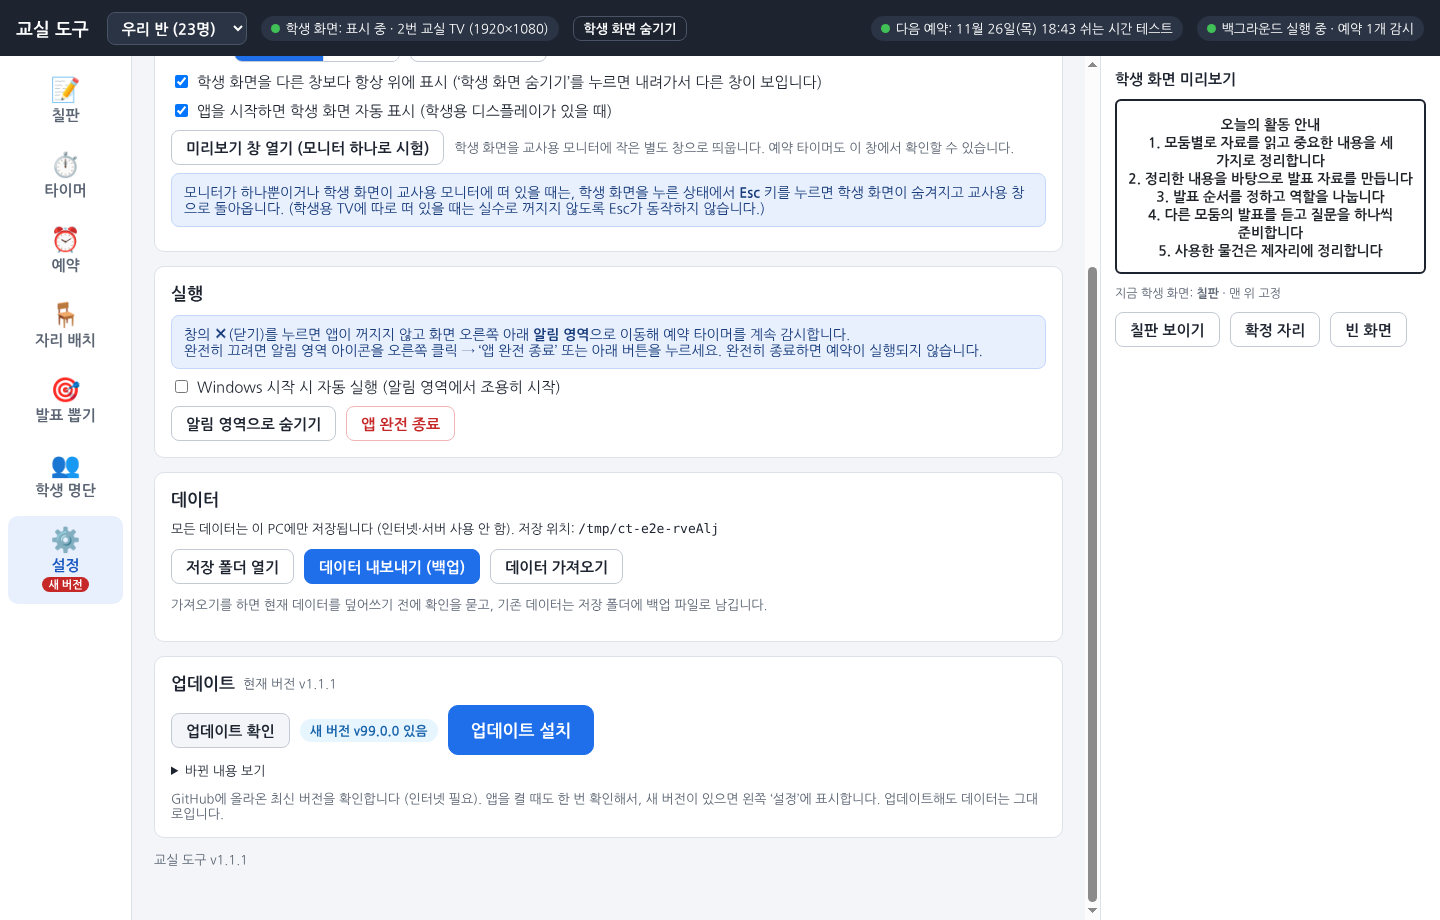 교실 도구
우리 반 (23명)
학생 화면: 표시 중 · 2번 교실 TV (1920×1080)
학생 화면 숨기기
다음 예약: 11월 26일(목) 18:43 쉬는 시간 테스트
백그라운드 실행 중 · 예약 1개 감시
칠판
타이머
예약
자리 배치
발표 뽑기
학생 명단
설정
새 버전
학생 화면을 다른 창보다 항상 위에 표시 (‘학생 화면 숨기기’를 누르면 내려가서 다른 창이 보입니다)
앱을 시작하면 학생 화면 자동 표시 (학생용 디스플레이가 있을 때)
미리보기 창 열기 (모니터 하나로 시험)
학생 화면을 교사용 모니터에 작은 별도 창으로 띄웁니다. 예약 타이머도 이 창에서 확인할 수 있습니다.
모니터가 하나뿐이거나 학생 화면이 교사용 모니터에 떠 있을 때는, 학생 화면을 누른 상태에서 Esc 키를 누르면 학생 화면이 숨겨지고 교사용 창
으로 돌아옵니다. (학생용 TV에 따로 떠 있을 때는 실수로 꺼지지 않도록 Esc가 동작하지 않습니다.)
실행
창의 ✕(닫기)를 누르면 앱이 꺼지지 않고 화면 오른쪽 아래 알림 영역으로 이동해 예약 타이머를 계속 감시합니다.
완전히 끄려면 알림 영역 아이콘을 오른쪽 클릭 → ‘앱 완전 종료’ 또는 아래 버튼을 누르세요. 완전히 종료하면 예약이 실행되지 않습니다.
Windows 시작 시 자동 실행 (알림 영역에서 조용히 시작)
알림 영역으로 숨기기
앱 완전 종료
데이터
모든 데이터는 이 PC에만 저장됩니다 (인터넷·서버 사용 안 함). 저장 위치: /tmp/ct-e2e-rveAlj
저장 폴더 열기
데이터 내보내기 (백업)
데이터 가져오기
가져오기를 하면 현재 데이터를 덮어쓰기 전에 확인을 묻고, 기존 데이터는 저장 폴더에 백업 파일로 남깁니다.
업데이트 현재 버전 v1.1.1
업데이트 확인
새 버전 v99.0.0 있음
업데이트 설치
▶ 바뀐 내용 보기
GitHub에 올라온 최신 버전을 확인합니다 (인터넷 필요). 앱을 켤 때도 한 번 확인해서, 새 버전이 있으면 왼쪽 ‘설정’에 표시합니다. 업데이트해도 데이터는 그대
로입니다.
교실 도구 v1.1.1
학생 화면 미리보기
오늘의 활동 안내
1. 모둠별로 자료를 읽고 중요한 내용을 세
가지로 정리합니다
2. 정리한 내용을 바탕으로 발표 자료를 만듭니다
3. 발표 순서를 정하고 역할을 나눕니다
4. 다른 모둠의 발표를 듣고 질문을 하나씩
준비합니다
5. 사용한 물건은 제자리에 정리합니다
지금 학생 화면: 칠판 · 맨 위 고정
칠판 보이기
확정 자리
빈 화면